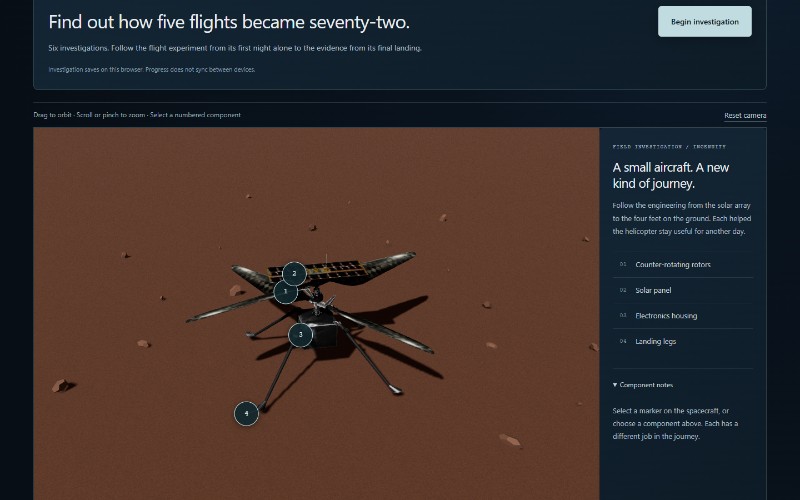 Find out how five flights became seventy-two.
Begin investigation
Six investigations. Follow the flight experiment from its first night alone to the evidence from its final landing.
Investigation saves on this browser. Progress does not sync between devices.
Drag to orbit · Scroll or pinch to zoom · Select a numbered component
Reset camera
2
1
3
4
FIELD INVESTIGATION / INGENUITY
A small aircraft. A new
kind of journey.
Follow the engineering from the solar array
to the four feet on the ground. Each helped
the helicopter stay useful for another day.
01 Counter-rotating rotors
02 Solar panel
03 Electronics housing
04 Landing legs
▼ Component notes
Select a marker on the spacecraft, or
choose a component above. Each has a
different job in the journey.